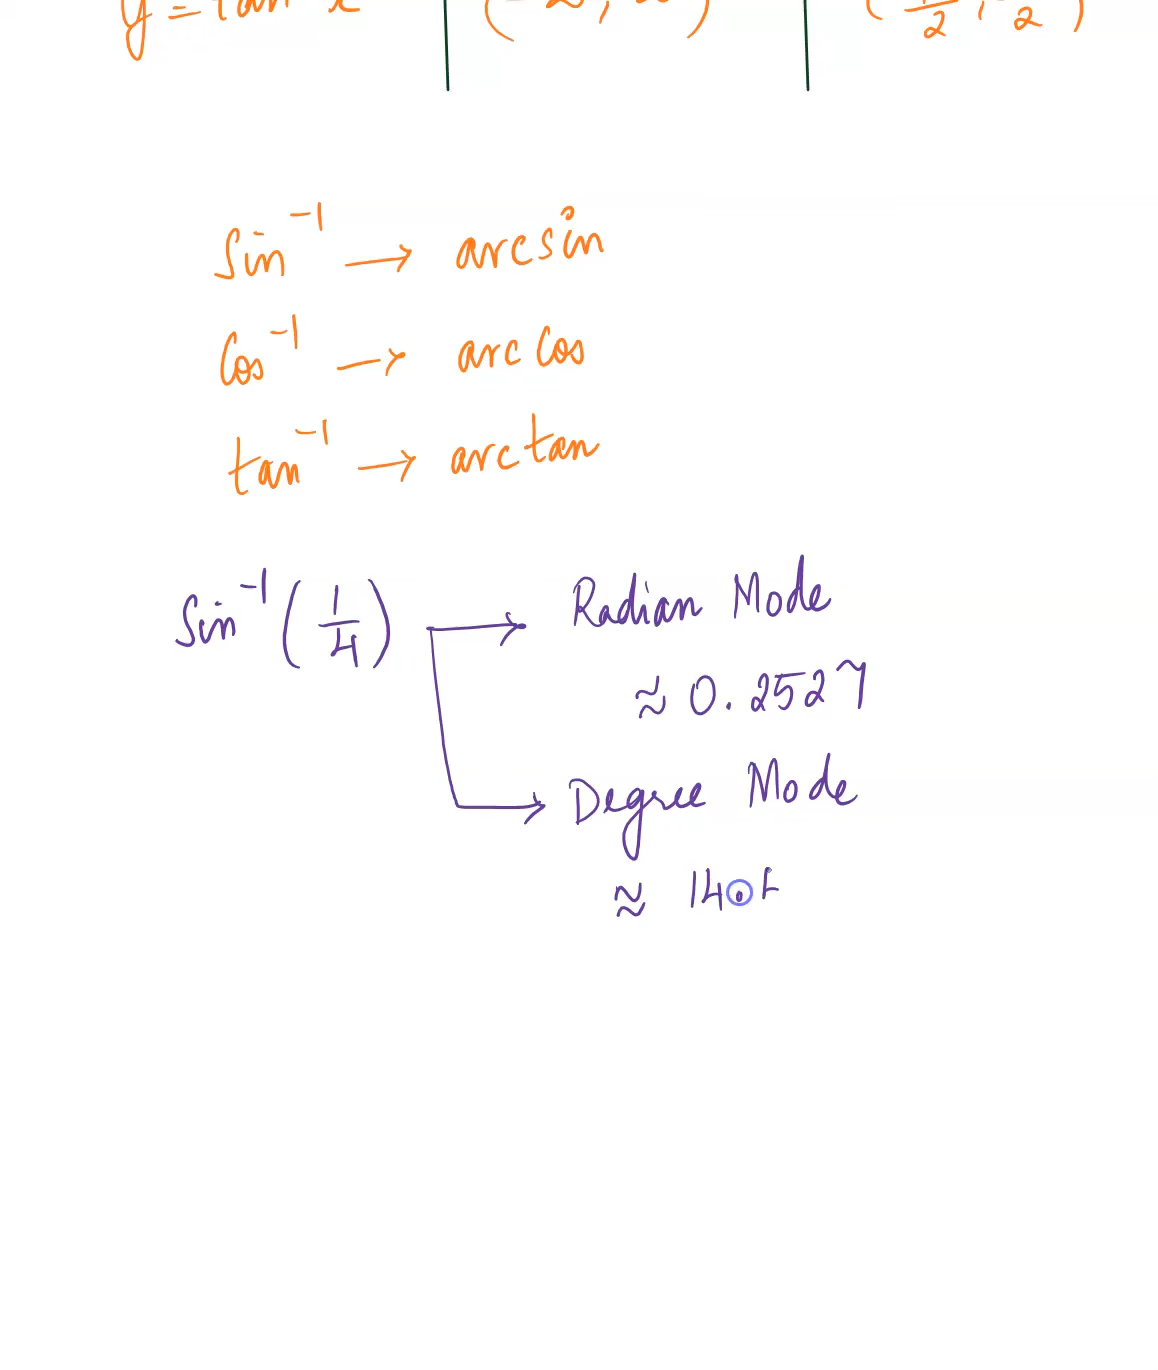 y = tan x
sin⁻¹ → arcsin
cos⁻¹ → arc cos
tan⁻¹ → arctan
sin⁻¹ (1/4) → Radian Mode
≈ 0.2527
→ Degree Mode
≈ 14.